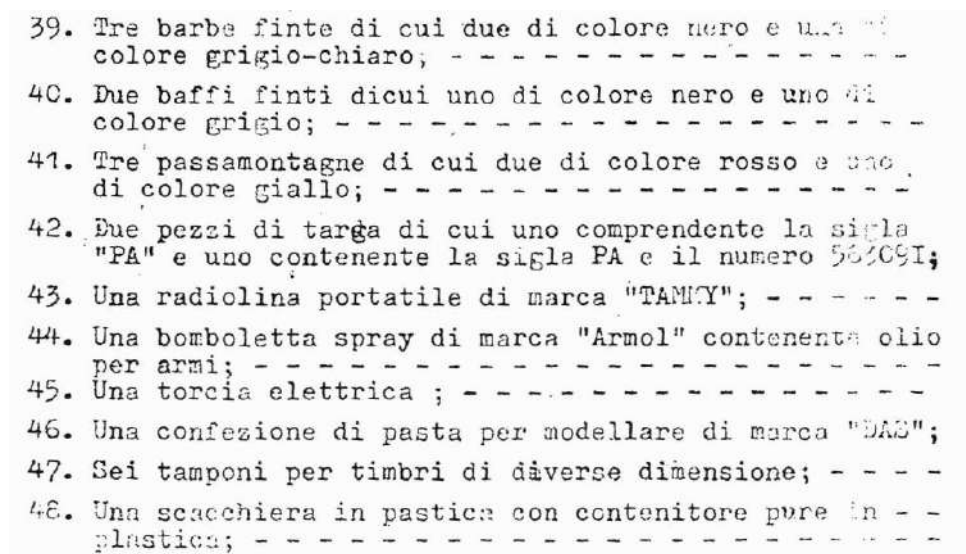 39. Tre barbe finte di cui due di colore nero e una di
colore grigio-chiaro; - - - - - - - - - - - - - - -
40. Due baffi finti dicui uno di colore nero e uno di
colore grigio; - - - - - - - - - - - - - - - - - - -
41. Tre passamontagne di cui due di colore rosso e uno
di colore giallo; - - - - - - - - - - - - - - - - -
42. Due pezzi di targa di cui uno comprendente la sigla
"PA" e uno contenente la sigla PA e il numero
43. Una radiolina portatile di marca - - - - - -
44. Una bomboletta spray di marca "Armol" contenente olio
per armi; - - - - - - - - - - - - - - - - - - - - -
45. Una torcia elettrica ; - - - - - - - - - - - - - -
46. Una confezione di pasta per modellare di marca "DAS";
47. Sei tamponi per timbri di diverse dimensione; - - - -
48. Una scacchiera in pastica con contenitore pure in - -
plastica; - - - - - - - - - - - - - - - - - - - - -